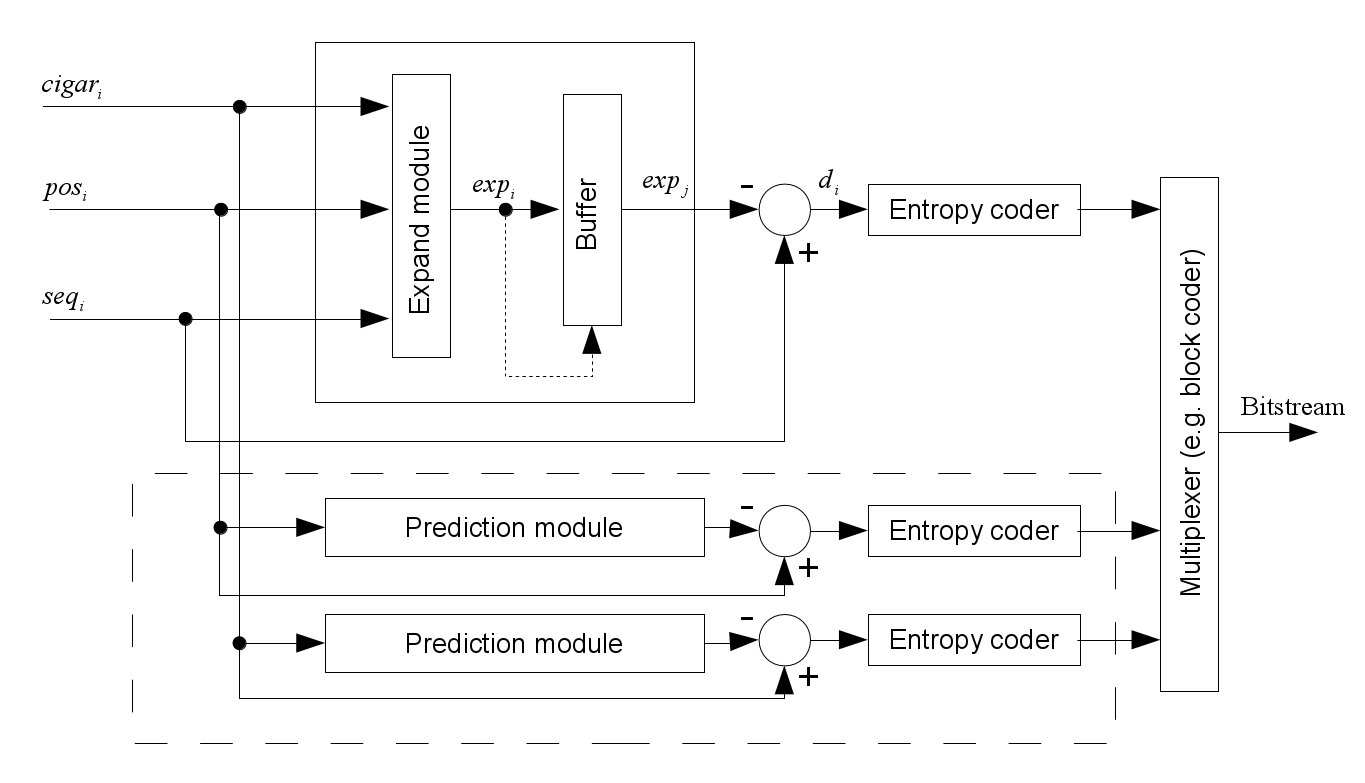 cigar_i
Expand module
exp_i
Buffer
exp_j
pos_i
-
d_i
Entropy coder
+
seq_i
Multiplexer (e.g. block coder)
Bitstream
Prediction module
-
+
Entropy coder
Prediction module
-
+
Entropy coder